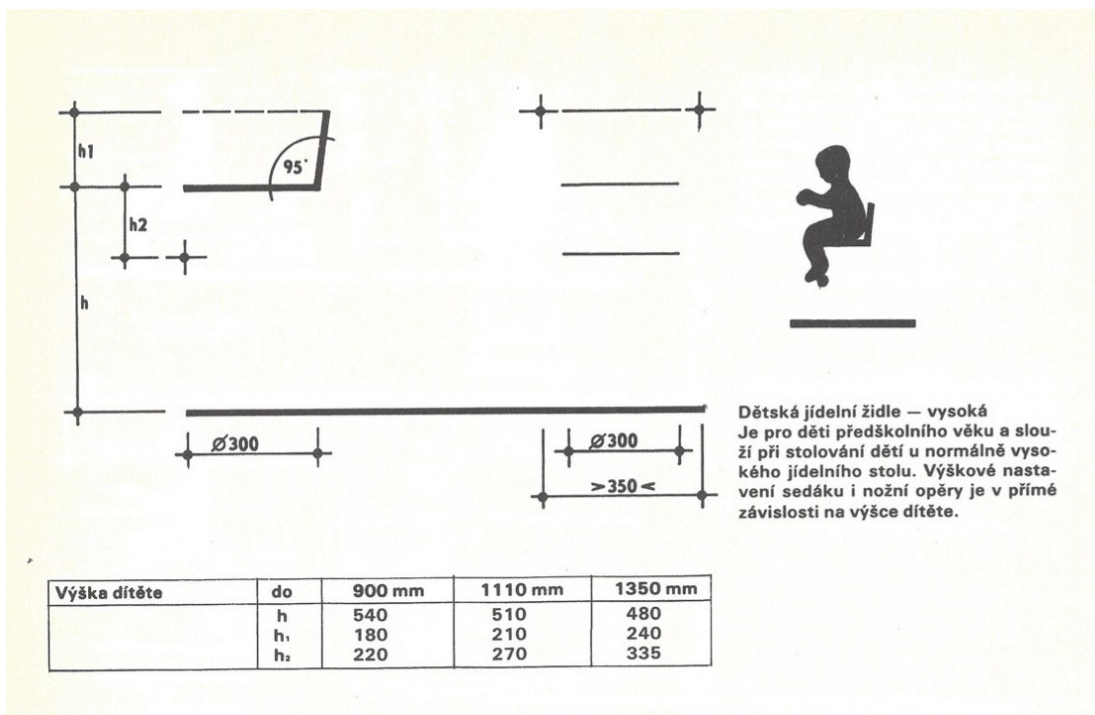 h1
95°
h2
h
Ø300
Ø300
>350<
Dětská jídelní židle — vysoká
Je pro děti předškolního věku a slou-
ží při stolování dětí u normálně vyso-
kého jídelního stolu. Výškové nasta-
vení sedáku i nožní opěry je v přímé
závislosti na výšce dítěte.
Výška dítěte do 900 mm 1110 mm 1350 mm
h 540 510 480
h₁ 180 210 240
h₂ 220 270 335